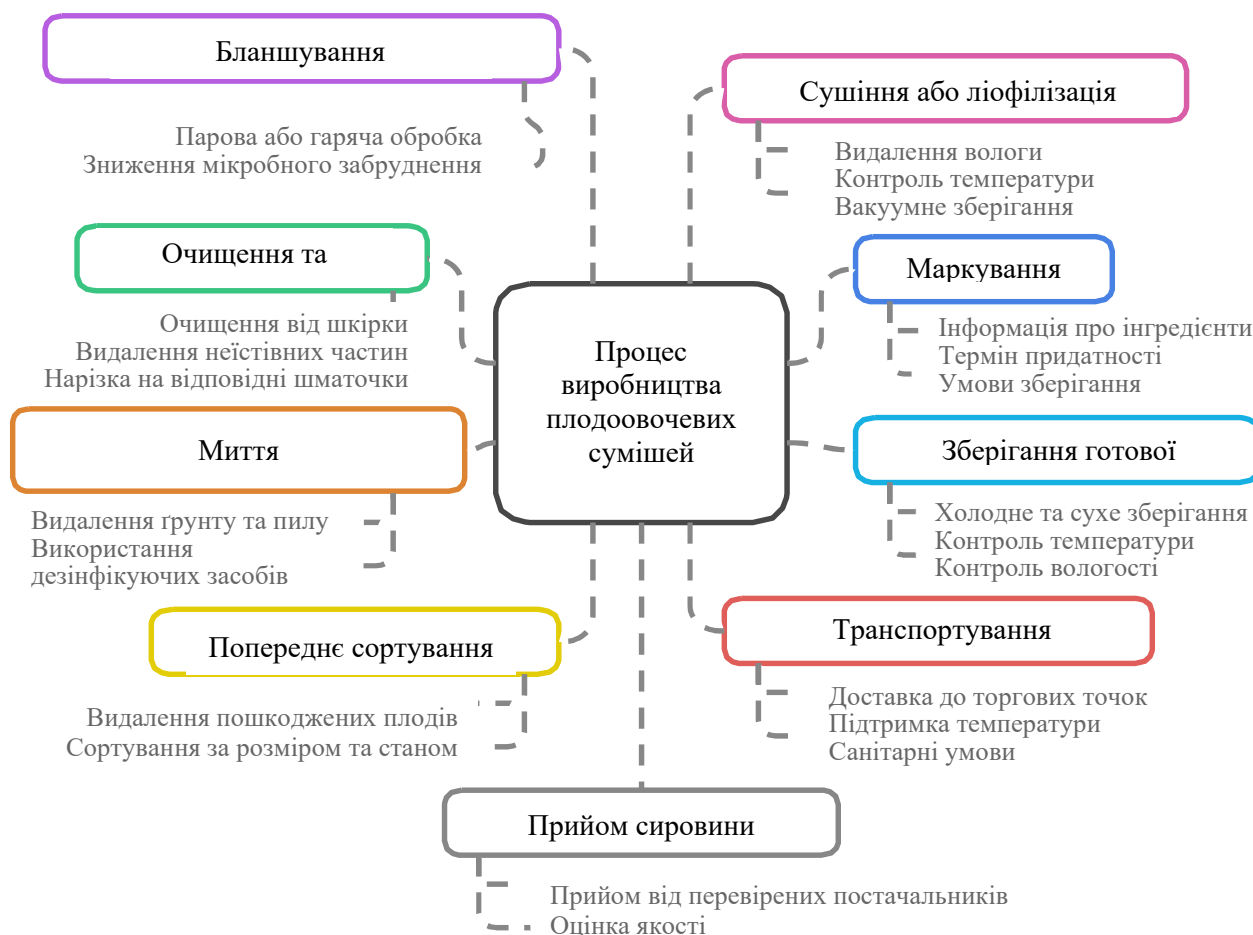 Бланшування
Парова або гаряча обробка
Зниження мікробного забруднення
Очищення та
Очищення від шкірки
Видалення неїстівних частин
Нарізка на відповідні шматочки
Миття
Видалення ґрунту та пилу
Використання
дезінфікуючих засобів
Попереднє сортування
Видалення пошкоджених плодів
Сортування за розміром та станом
Процес
виробництва
плодоовочевих
сумішей
Сушіння або ліофілізація
Видалення вологи
Контроль температури
Вакуумне зберігання
Маркування
Інформація про інгредієнти
Термін придатності
Умови зберігання
Зберігання готової
Холодне та сухе зберігання
Контроль температури
Контроль вологості
Транспортування
Доставка до торгових точок
Підтримка температури
Санітарні умови
Прийом сировини
Прийом від перевірених постачальників
Оцінка якості